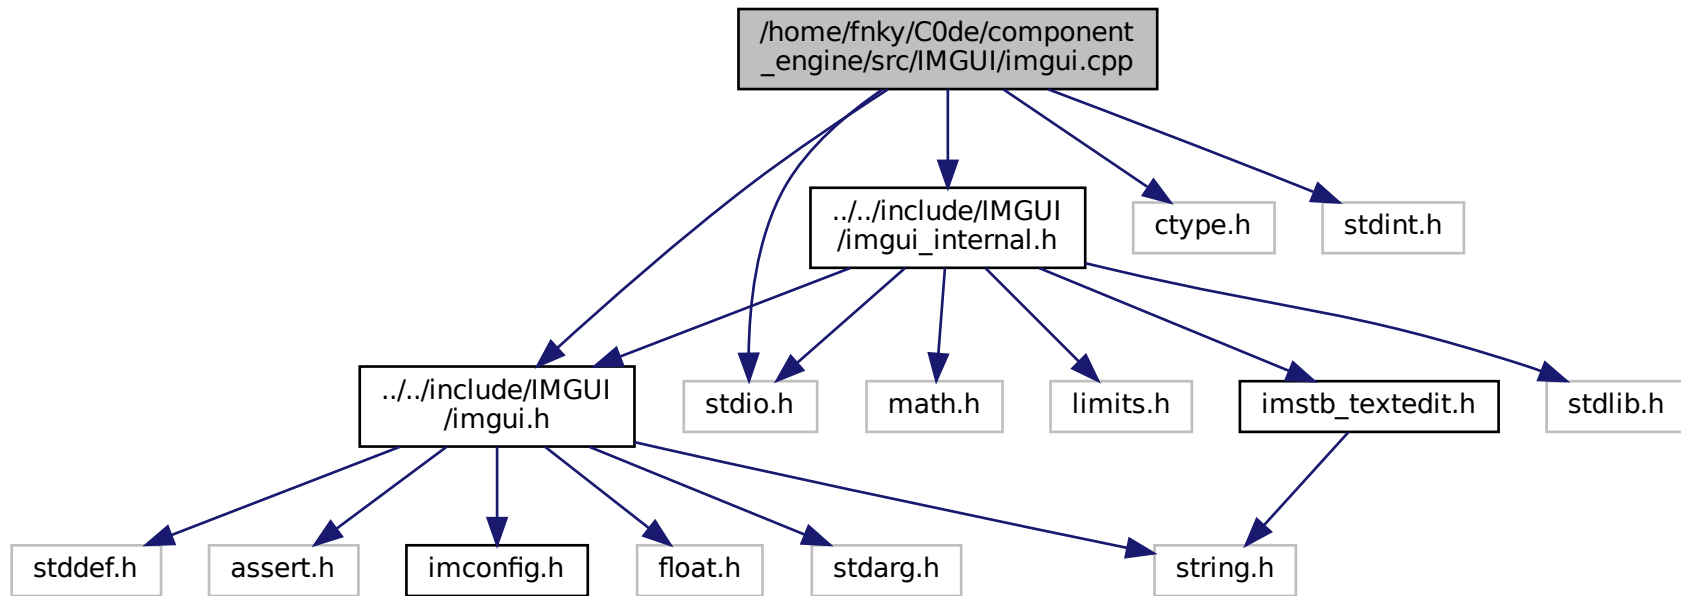 /home/fnky/C0de/component
_engine/src/IMGUI/imgui.cpp
../../include/IMGUI
/imgui_internal.h
ctype.h
stdint.h
../../include/IMGUI
/imgui.h
stdio.h
math.h
limits.h
imstb_textedit.h
stdlib.h
stddef.h
assert.h
imconfig.h
float.h
stdarg.h
string.h